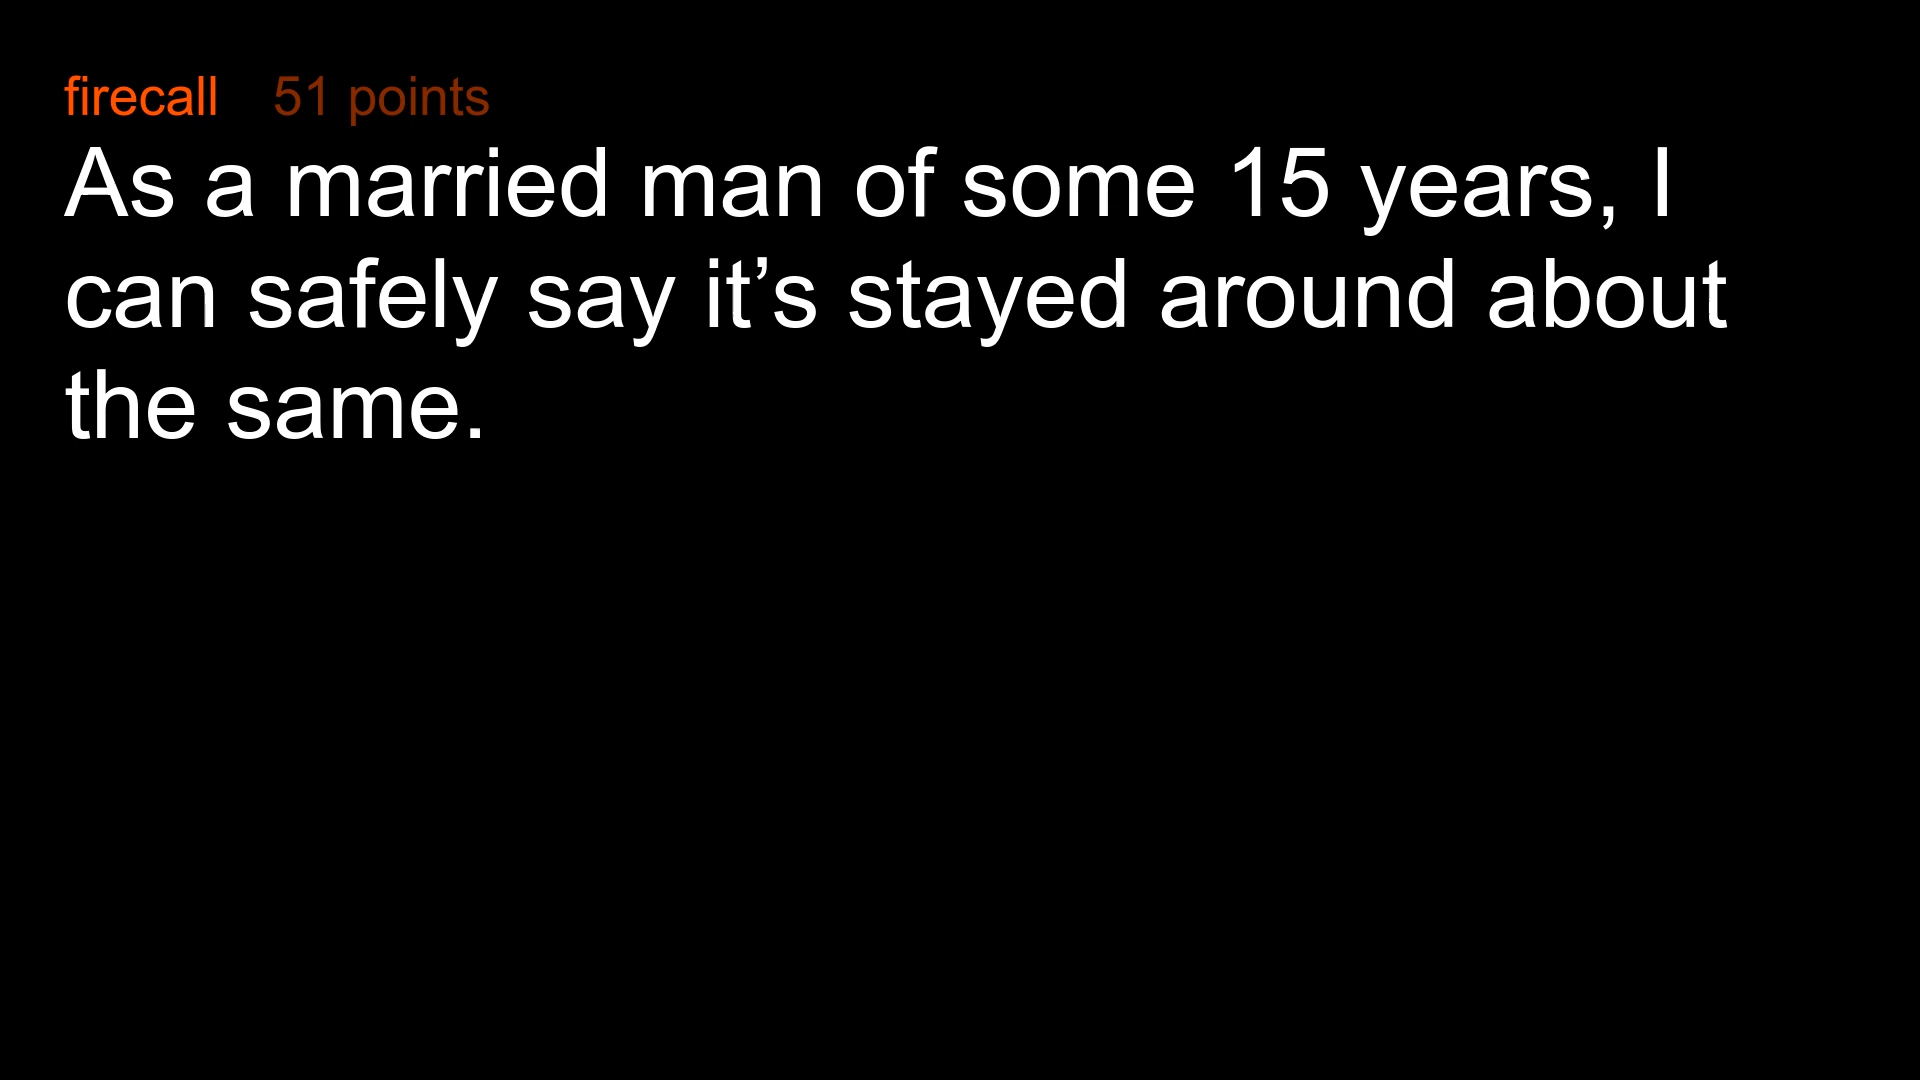 firecall 51 points
As a married man of some 15 years, I
can safely say it’s stayed around about
the same.